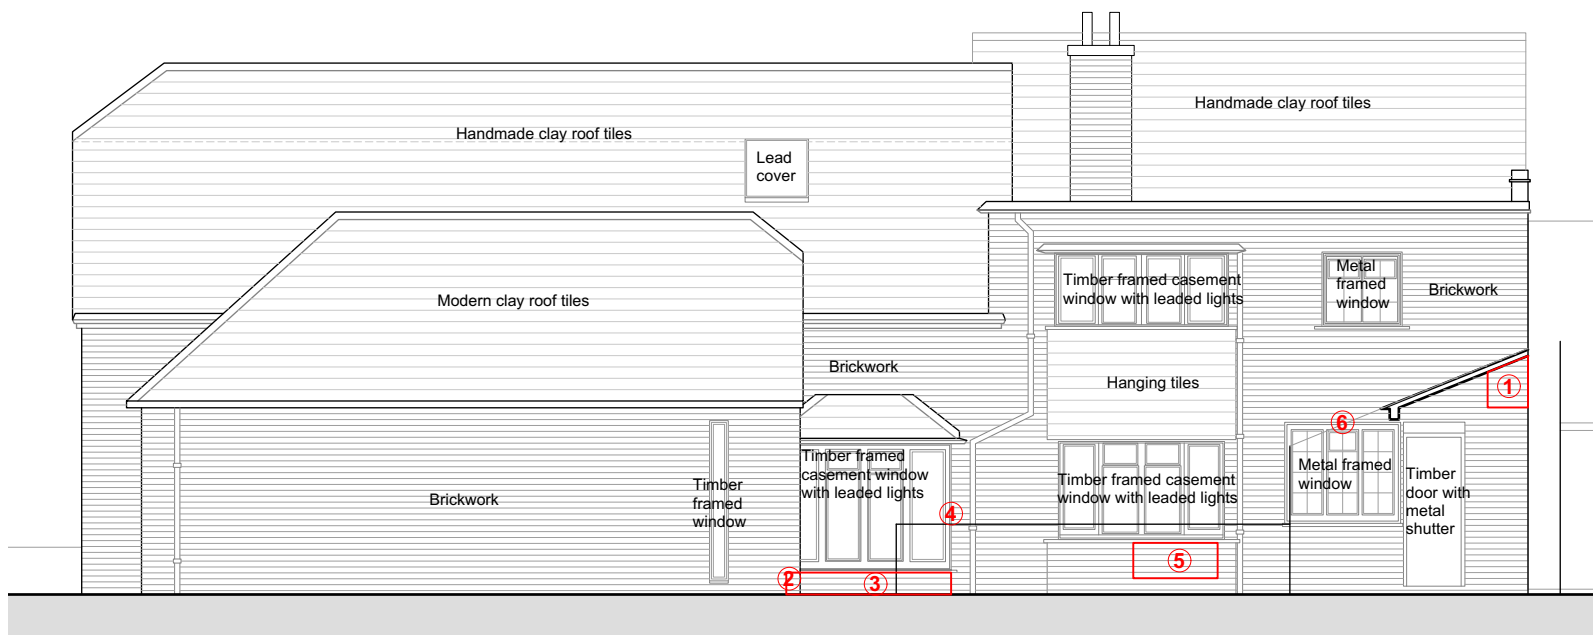 Handmade clay roof tiles
Handmade clay roof tiles
Lead
cover
Timber framed casement
window with leaded lights
Metal
framed
window
Brickwork
Modern clay roof tiles
Brickwork
Hanging tiles
①
⑥
Timber framed
casement window
with leaded lights
Timber framed casement
window with leaded lights
Metal framed
window
Timber
door with
metal
shutter
Timber
framed
window
Brickwork
④
⑤
②
③